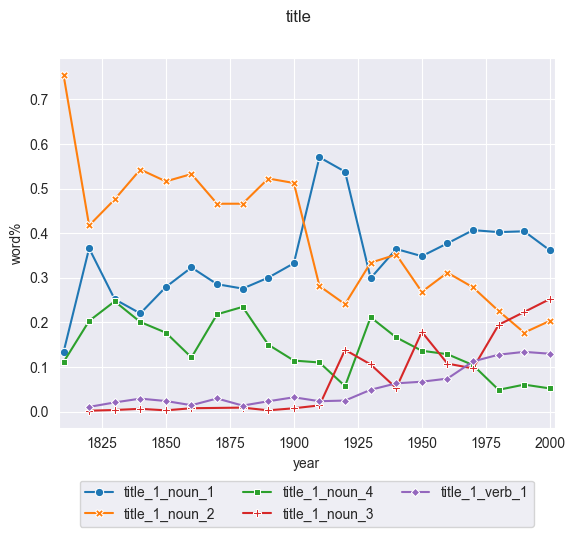 title
0.7
0.6
0.5
0.4
0.3
0.2
0.1
0.0
word%
1825 1850 1875 1900 1925 1950 1975 2000
year
title_1_noun_1 title_1_noun_4 title_1_verb_1
title_1_noun_2 title_1_noun_3